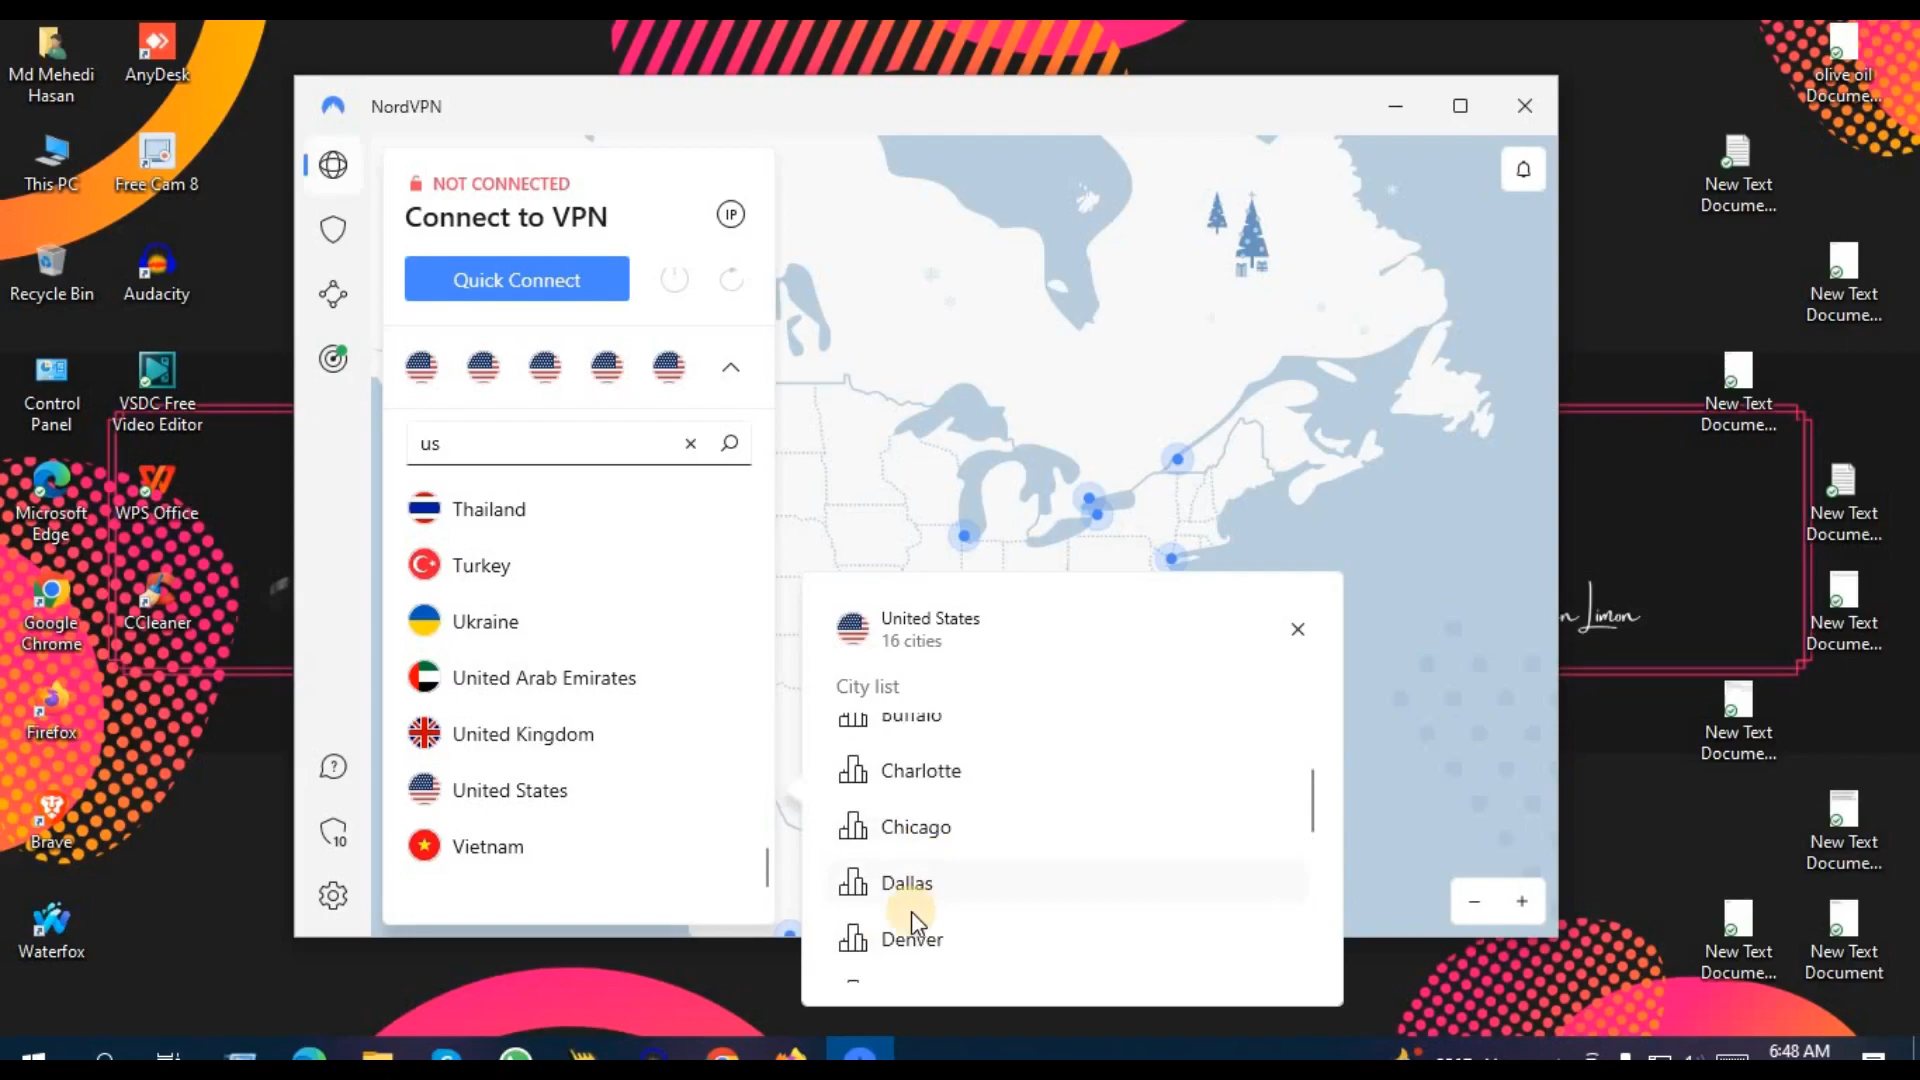 Md Mehedi
Hasan
AnyDesk
This PC
Free Cam 8
Recycle Bin
Audacity
Control
Panel
VSDC Free
Video Editor
Microsoft
Edge
WPS Office
Google
Chrome
CCleaner
Firefox
Brave
Waterfox
NordVPN
NOT CONNECTED
Connect to VPN
IP
Quick Connect
us
Thailand
Turkey
Ukraine
United Arab Emirates
United Kingdom
United States
Vietnam
10
United States
16 cities
City list
Buffalo
Charlotte
Chicago
Dallas
Denver
Limon
olive oil
Docume...
New Text
Docume...
New Text
Docume...
New Text
Docume...
New Text
Docume...
New Text
Docume...
New Text
Docume...
New Text
Docume...
New Text
Docume...
New Text
Document
6:48 AM